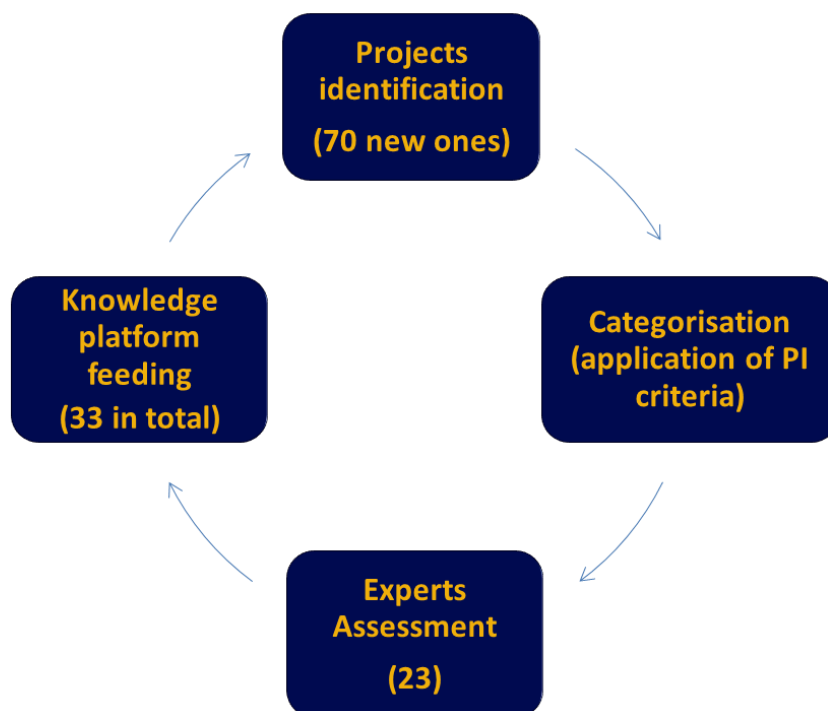 Projects
identification
(70 new ones)
Categorisation
(application of PI
criteria)
Experts
Assessment
(23)
Knowledge
platform
feeding
(33 in total)